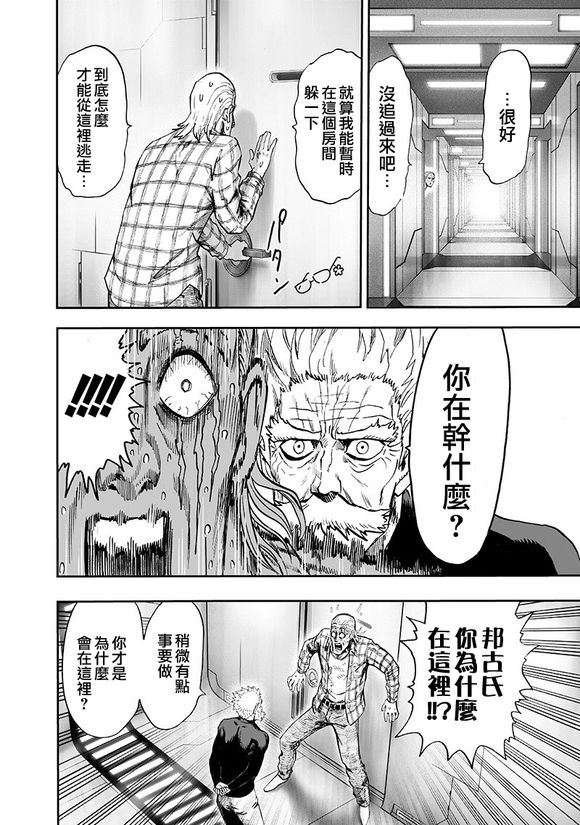 …很好
沒追過來吧…
就算我能暫時
在這個房間
躲一下
到底怎麼
才能從這裡逃走…
パタン
你在幹什麼？
!!!!
邦古氏
你為什麼
在這裡!!?
稍微有點
事要做
你才是
為什麼
會在這裡？